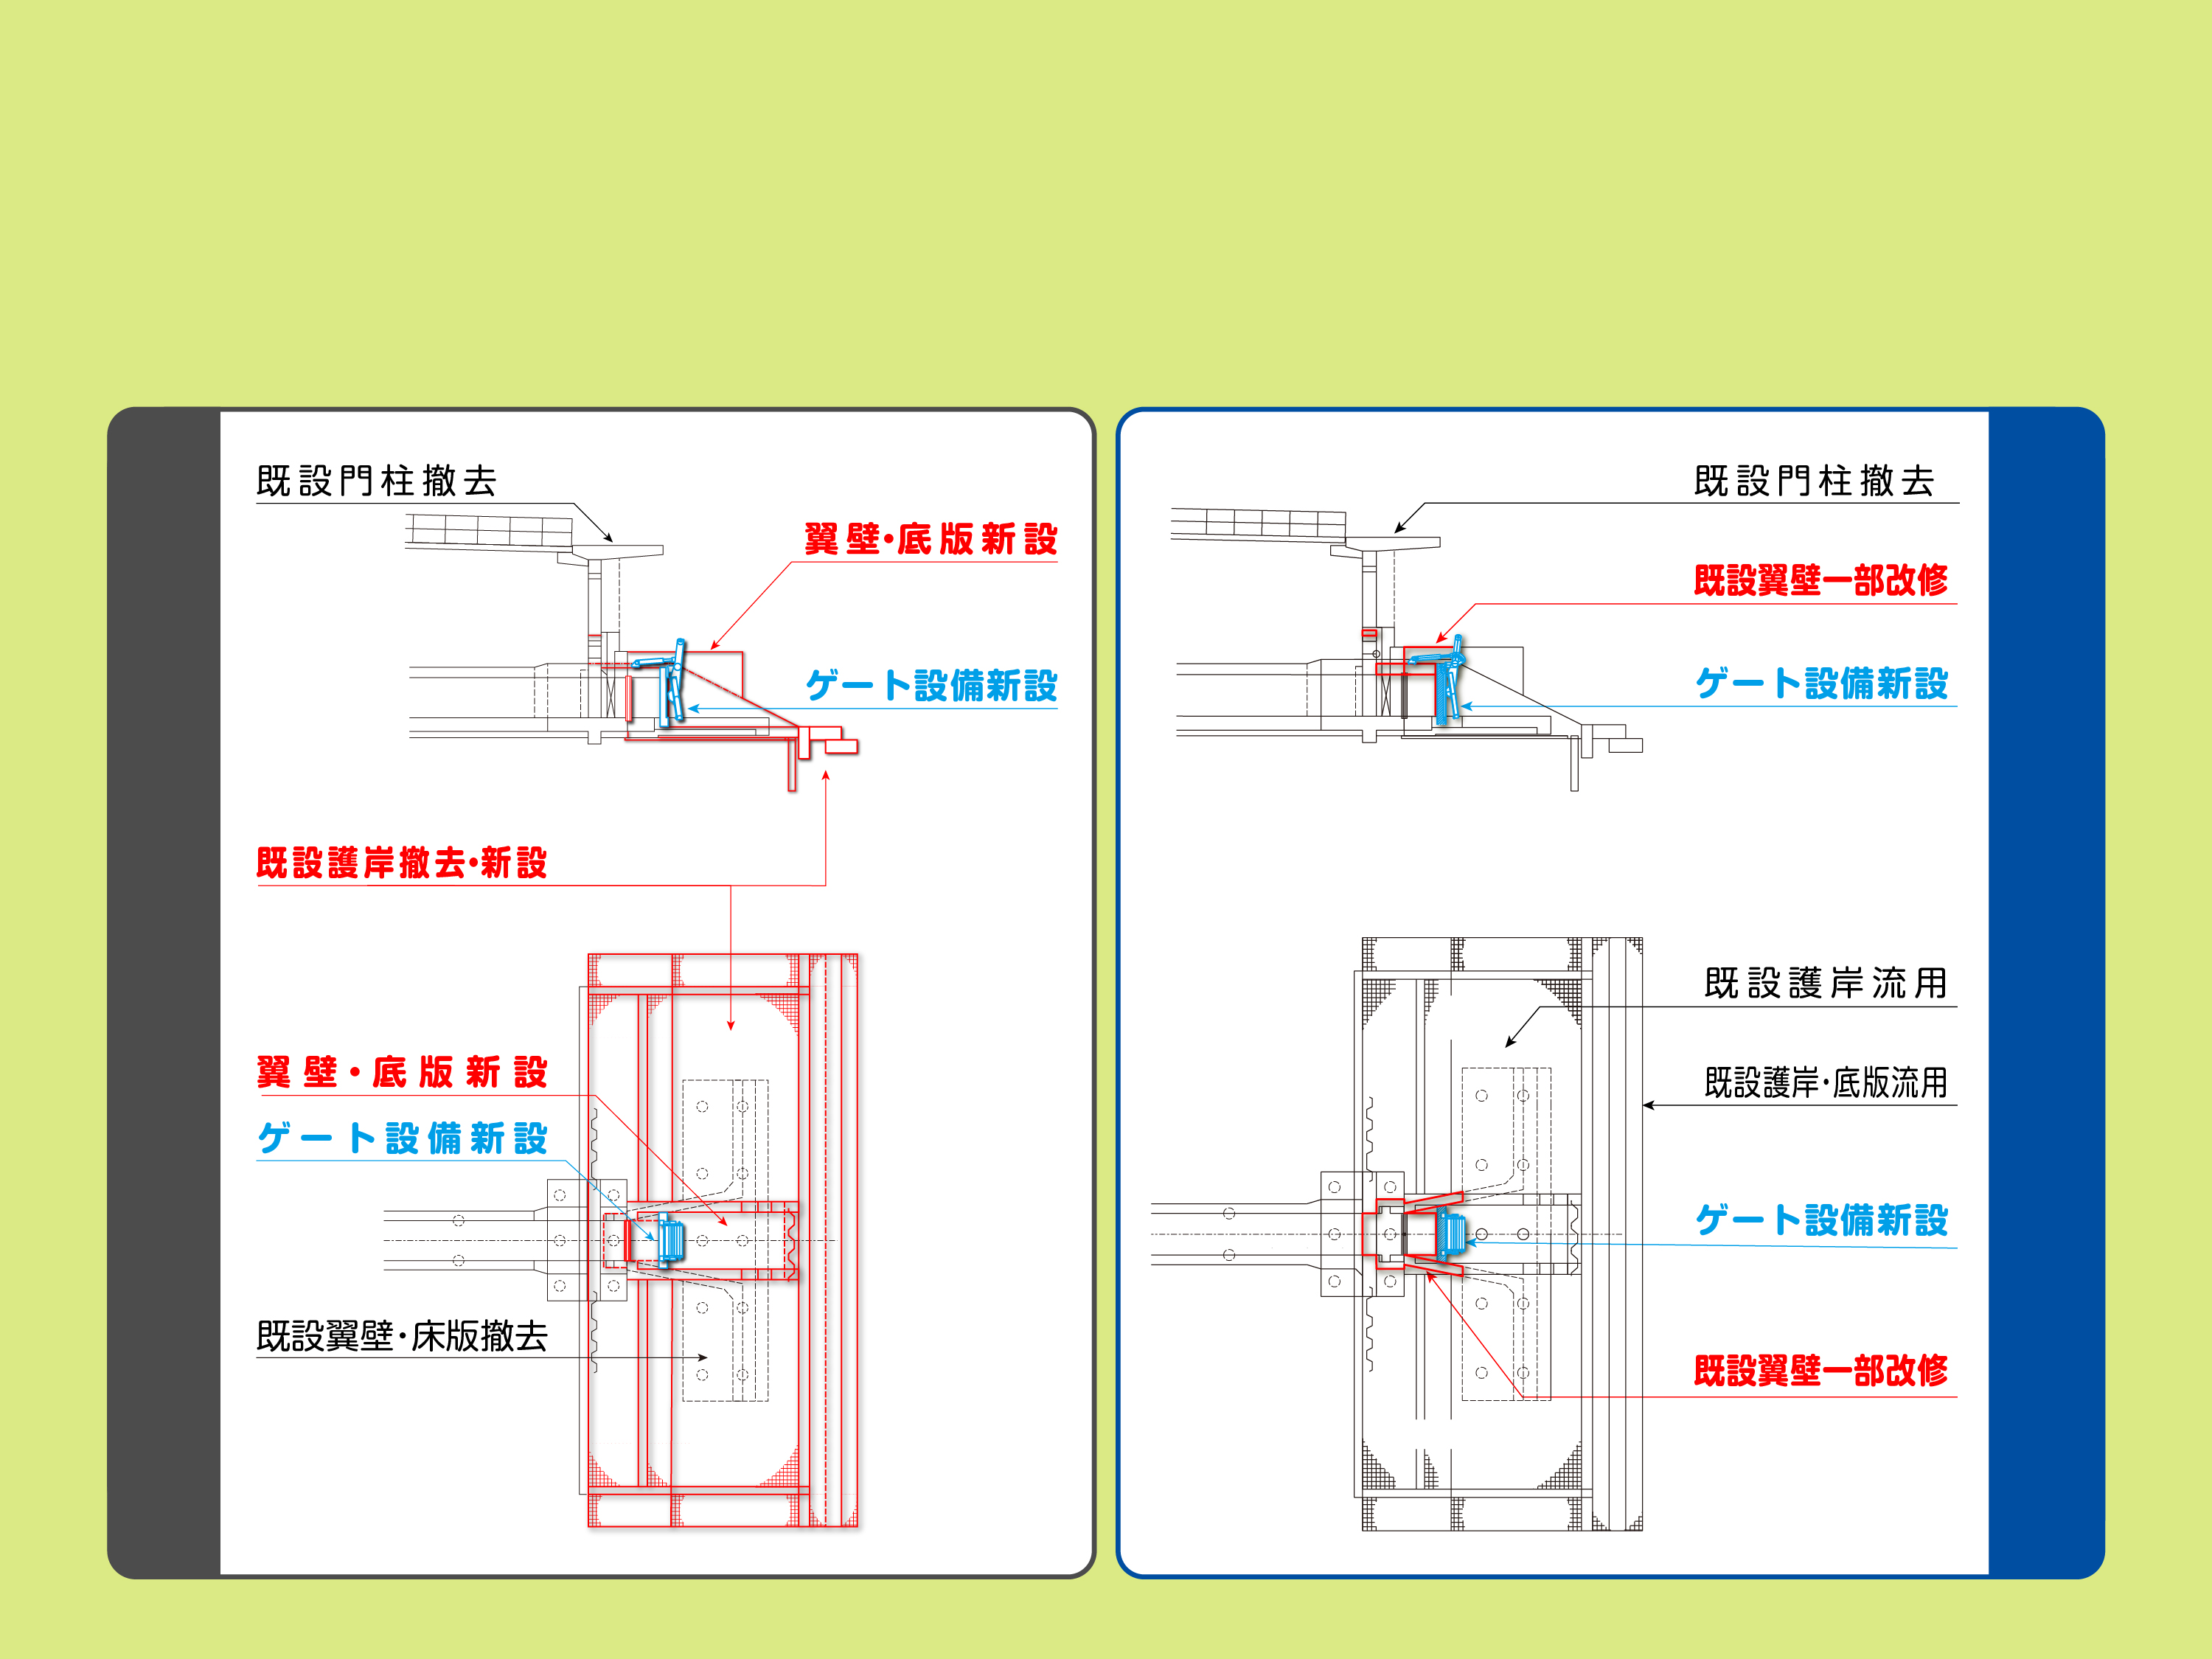 既設門柱撤去
翼壁・底版新設
ゲート設備新設
既設護岸撤去・新設
翼壁・底版新設
ゲート設備新設
既設翼壁・床版撤去
既設門柱撤去
既設翼壁一部改修
ゲート設備新設
既設護岸流用
既設護岸・底版流用
ゲート設備新設
既設翼壁一部改修